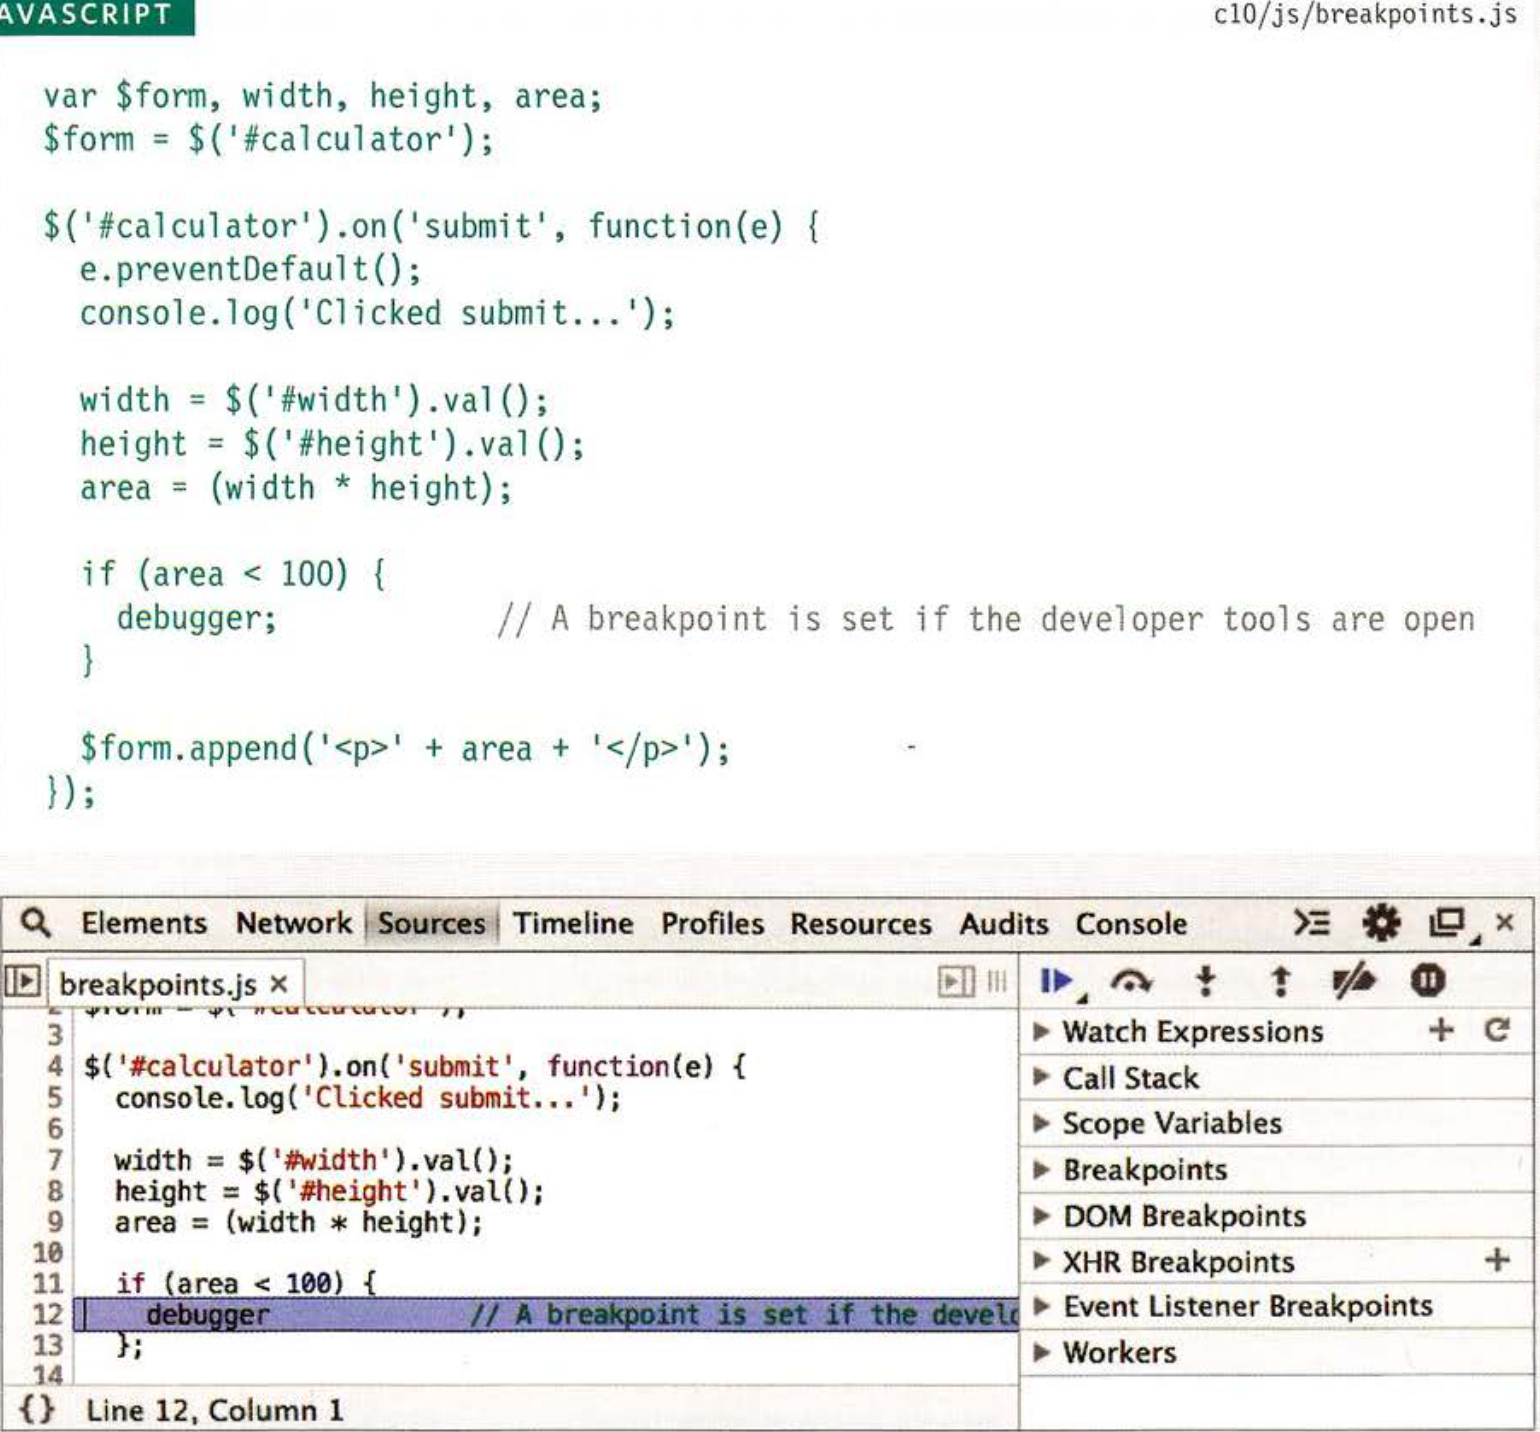 AVASCRIPT
c10/js/breakpoints.js
var $form, width, height, area;
$form = $('#calculator');
$('#calculator').on('submit', function(e) {
e.preventDefault();
console.log('Clicked submit...');
width = $('#width').val();
height = $('#height').val();
area = (width * height);
if (area < 100) {
debugger; // A breakpoint is set if the developer tools are open
}
$form.append('<p>' + area + '</p>');
});
Elements Network Sources Timeline Profiles Resources Audits Console
breakpoints.js ×
2 $form = $('#calculator');
3
4 $('#calculator').on('submit', function(e) {
5 console.log('Clicked submit...');
6
7 width = $('#width').val();
8 height = $('#height').val();
9 area = (width * height);
10
11 if (area < 100) {
12 debugger // A breakpoint is set if the develo
13 };
14
{} Line 12, Column 1
Watch Expressions
Call Stack
Scope Variables
Breakpoints
DOM Breakpoints
XHR Breakpoints
Event Listener Breakpoints
Workers